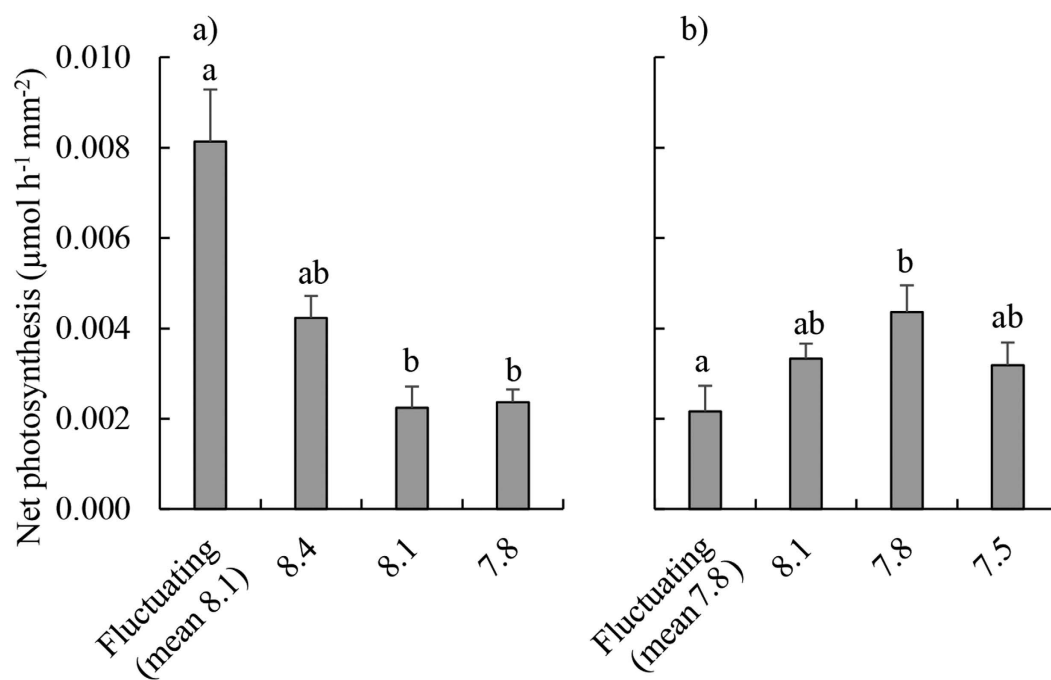 a)
b)
Net photosynthesis (µmol h⁻¹ mm⁻²)
0.010
0.008
0.006
0.004
0.002
0.000
a
ab
b
b
a
ab
b
ab
Fluctuating
(mean 8.1)
8.4
8.1
7.8
Fluctuating
(mean 7.8)
8.1
7.8
7.5